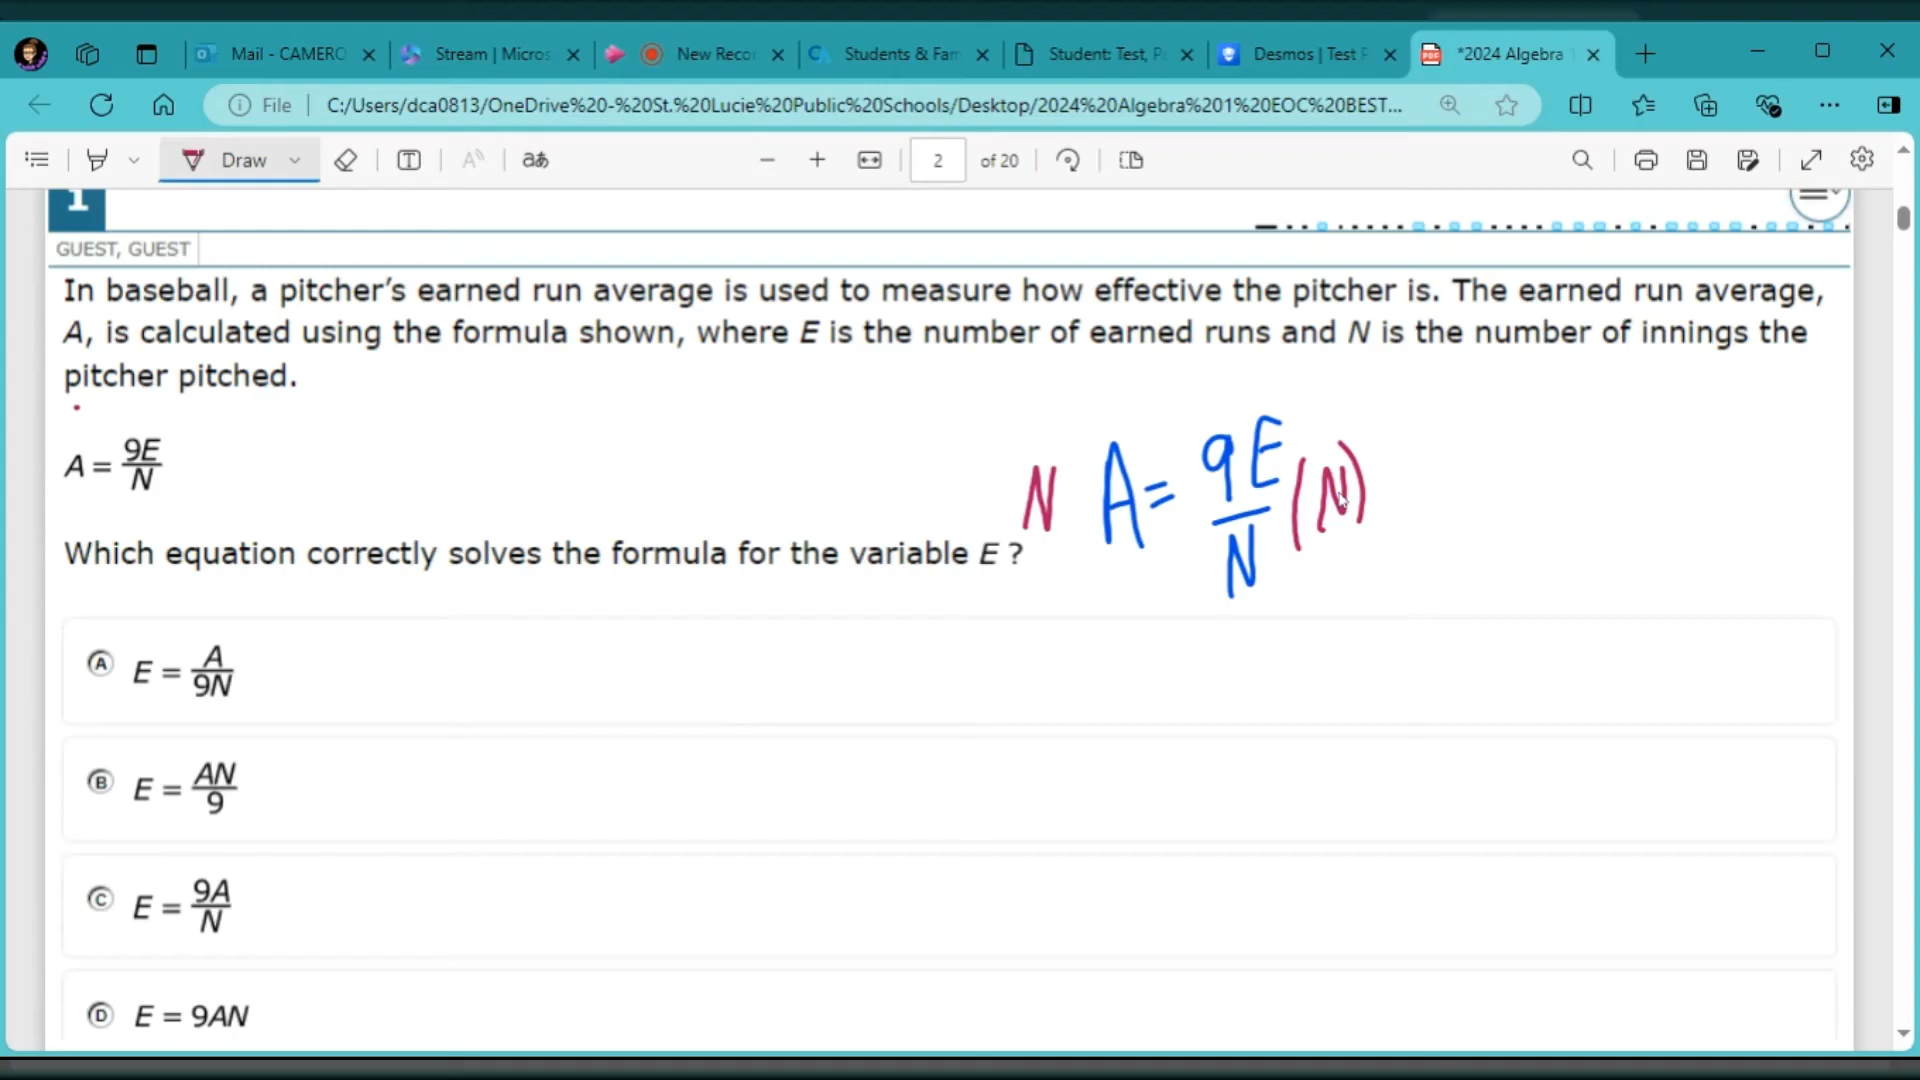 Mail - CAMERO
Stream | Micros
New Reco
Students & Fam
Student: Test, P
Desmos | Test P
PDF
*2024 Algebra
File
C:/Users/dca0813/OneDrive%20-%20St.%20Lucie%20Public%20Schools/Desktop/2024%20Algebra%201%20EOC%20BEST...
Draw
2
of 20
1
GUEST, GUEST
In baseball, a pitcher's earned run average is used to measure how effective the pitcher is. The earned run average,
A, is calculated using the formula shown, where E is the number of earned runs and N is the number of innings the
pitcher pitched.
A = 9E/N
N A = 9E/N (N)
Which equation correctly solves the formula for the variable E ?
A E = A/9N
B E = AN/9
C E = 9A/N
D E = 9AN